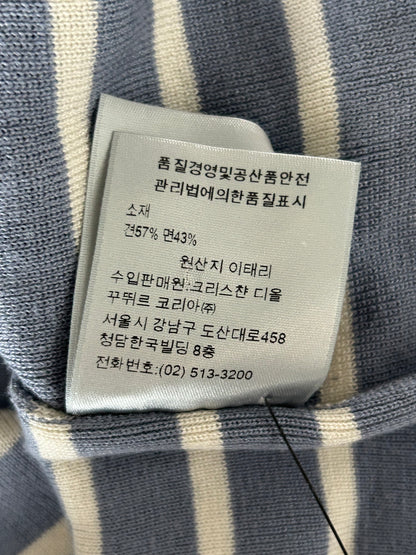 품질경영및공산품안전
관리법에의한품질표시
소재
견57% 면43%
원산지 이태리
수입판매원:크리스챤 디올
꾸뛰르 코리아㈜
서울시 강남구 도산대로458
청담한국빌딩 8층
전화번호:(02) 513-3200